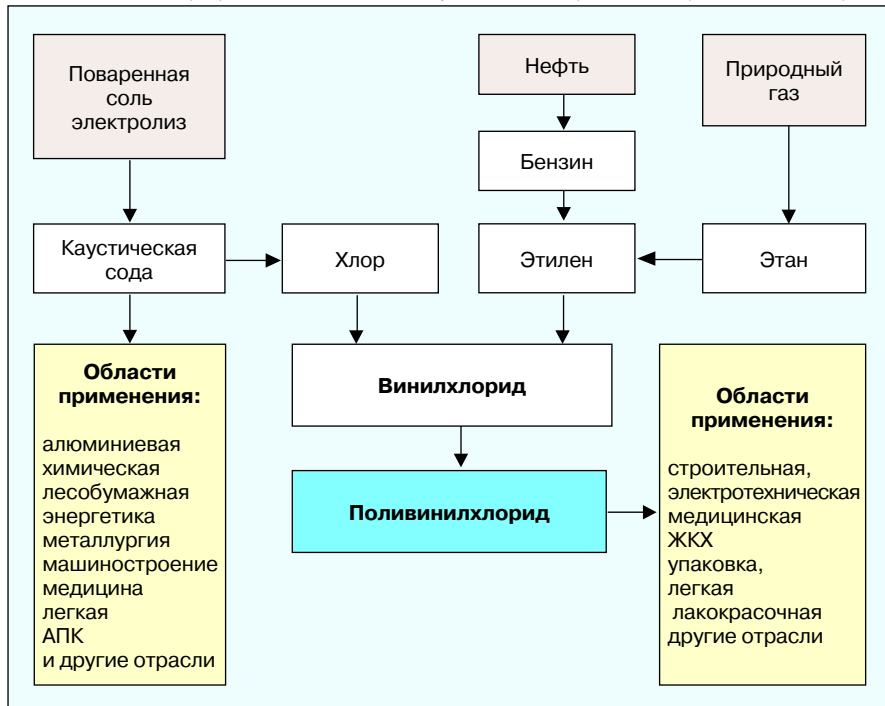 Поваренная
соль
электролиз
Нефть
Природный
газ
Бензин
Каустическая
сода
Хлор
Этилен
Этан
Области
применения:
алюминиевая
химическая
лесобумажная
энергетика
металлургия
машиностроение
медицина
легкая
АПК
и другие отрасли
Винилхлорид
Поливинилхлорид
Области
применения:
строительная,
электротехническая
медицинская
ЖКХ
упаковка,
легкая
лакокрасочная
другие отрасли